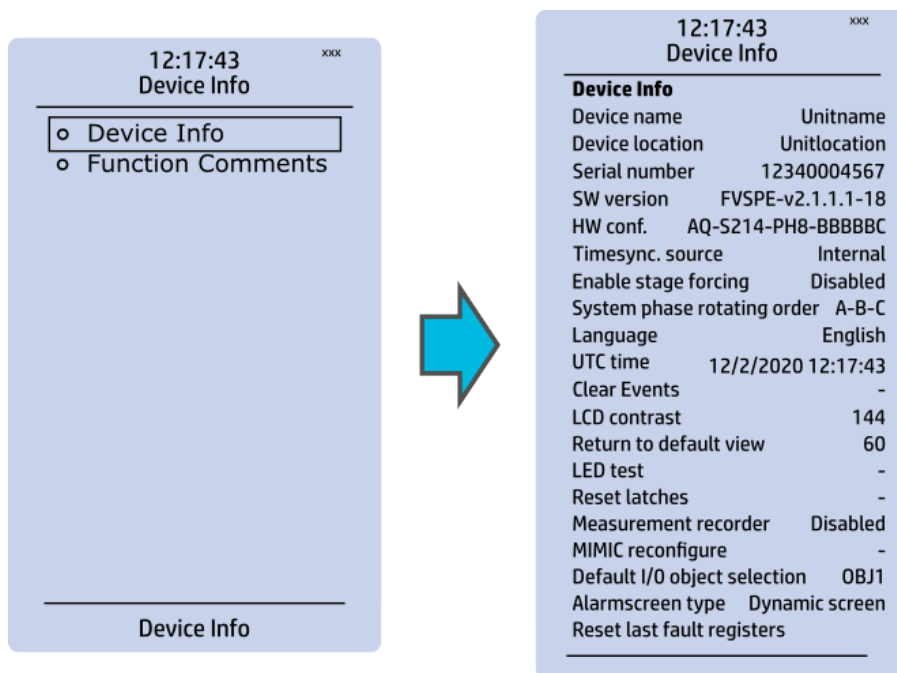 12:17:43 xxx
Device Info
Device Info
Function Comments
Device Info
12:17:43 xxx
Device Info
Device Info
Device name Unitname
Device location Unitlocation
Serial number 12340004567
SW version FVSPE-v2.1.1.1-18
HW conf. AQ-S214-PH8-BBBBBC
Timesync. source Internal
Enable stage forcing Disabled
System phase rotating order A-B-C
Language English
UTC time 12/2/2020 12:17:43
Clear Events -
LCD contrast 144
Return to default view 60
LED test -
Reset latches -
Measurement recorder Disabled
MIMIC reconfigure -
Default I/0 object selection OBJ1
Alarmscreen type Dynamic screen
Reset last fault registers